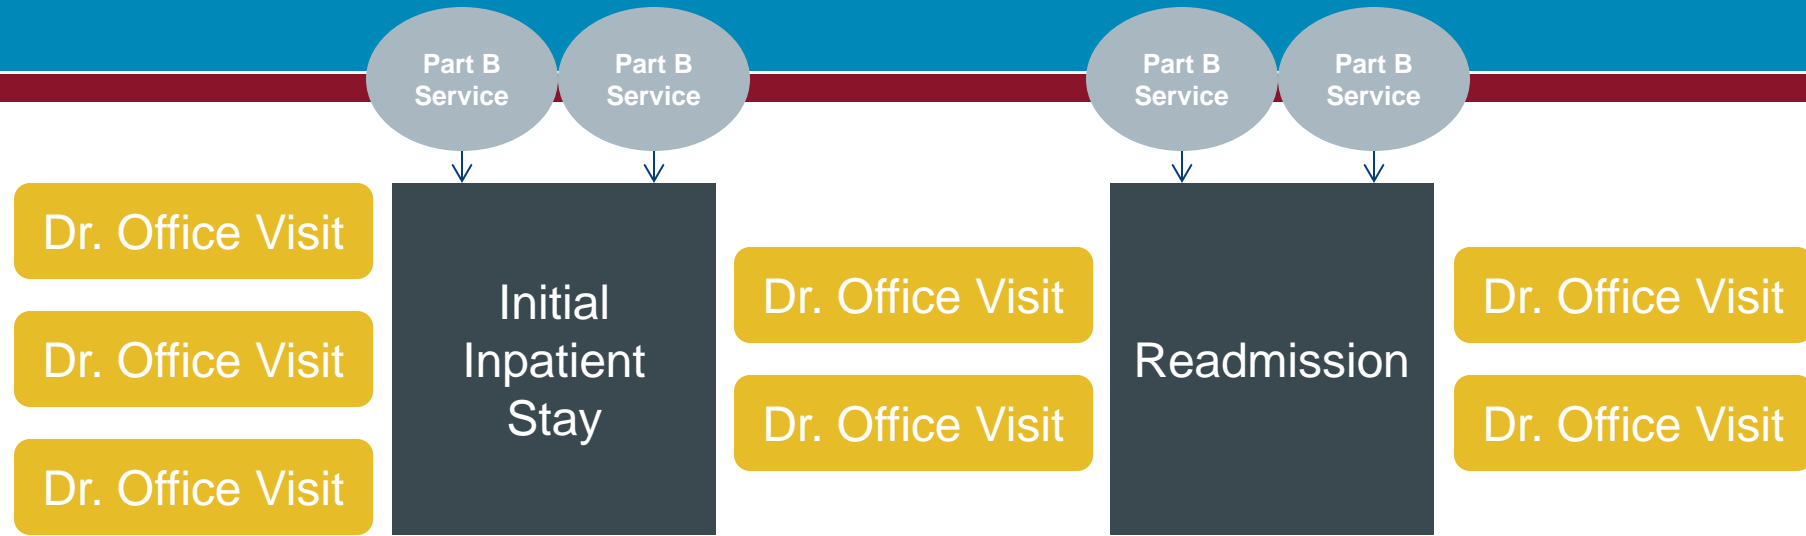 Part B
Service
Part B
Service
Part B
Service
Part B
Service
Dr. Office Visit
Dr. Office Visit
Dr. Office Visit
Initial
Inpatient
Stay
Dr. Office Visit
Dr. Office Visit
Readmission
Dr. Office Visit
Dr. Office Visit